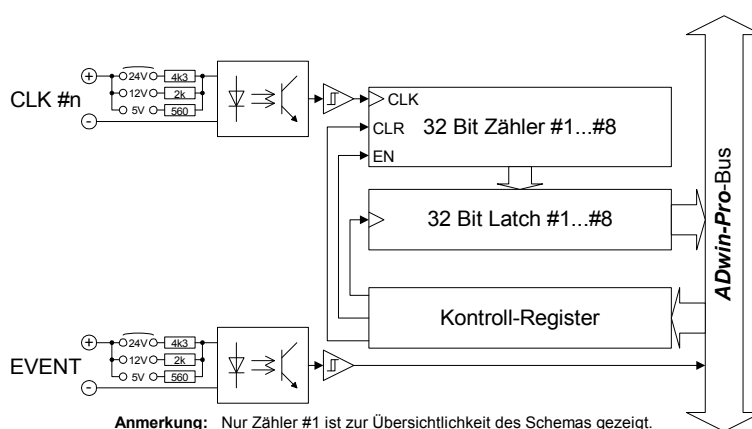 CLK #n
+
24V 4k3
12V 2k
5V 560
-
CLK
CLR
EN
32 Bit Zähler #1...#8
32 Bit Latch #1...#8
Kontroll-Register
ADwin-Pro-Bus
EVENT
+
24V 4k3
12V 2k
5V 560
-
Anmerkung: Nur Zähler #1 ist zur Übersichtlichkeit des Schemas gezeigt.